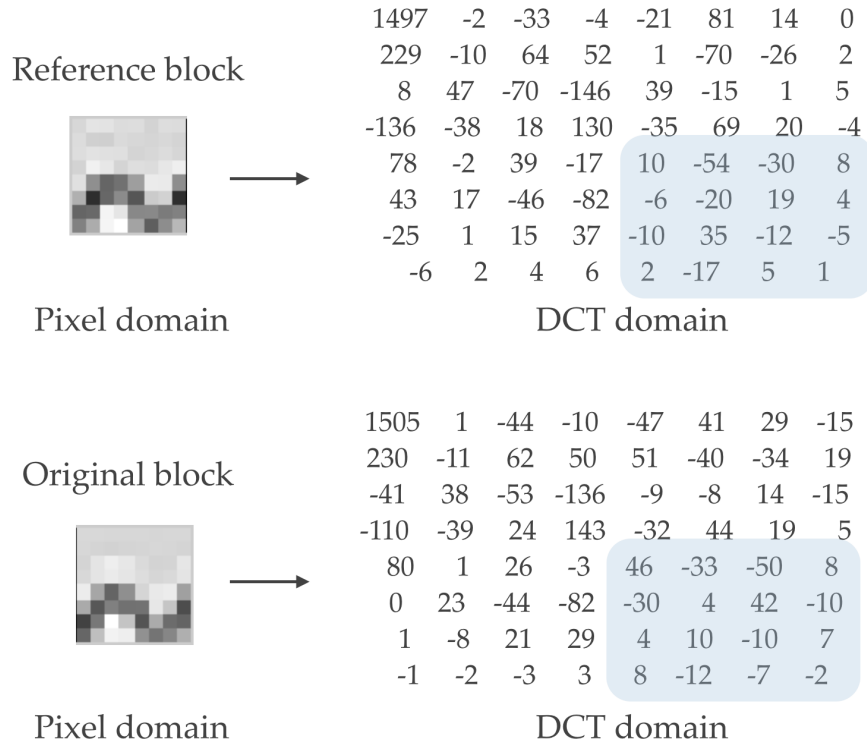 1497 -2 -33 -4 -21 81 14 0
229 -10 64 52 1 -70 -26 2
Reference block
8 47 -70 -146 39 -15 1 5
-136 -38 18 130 -35 69 20 -4
78 -2 39 -17 10 -54 -30 8
43 17 -46 -82 -6 -20 19 4
-25 1 15 37 -10 35 -12 -5
-6 2 4 6 2 -17 5 1
Pixel domain
DCT domain
1505 1 -44 -10 -47 41 29 -15
230 -11 62 50 51 -40 -34 19
Original block
-41 38 -53 -136 -9 -8 14 -15
-110 -39 24 143 -32 44 19 5
80 1 26 -3 46 -33 -50 8
0 23 -44 -82 -30 4 42 -10
1 -8 21 29 4 10 -10 7
-1 -2 -3 3 8 -12 -7 -2
Pixel domain
DCT domain